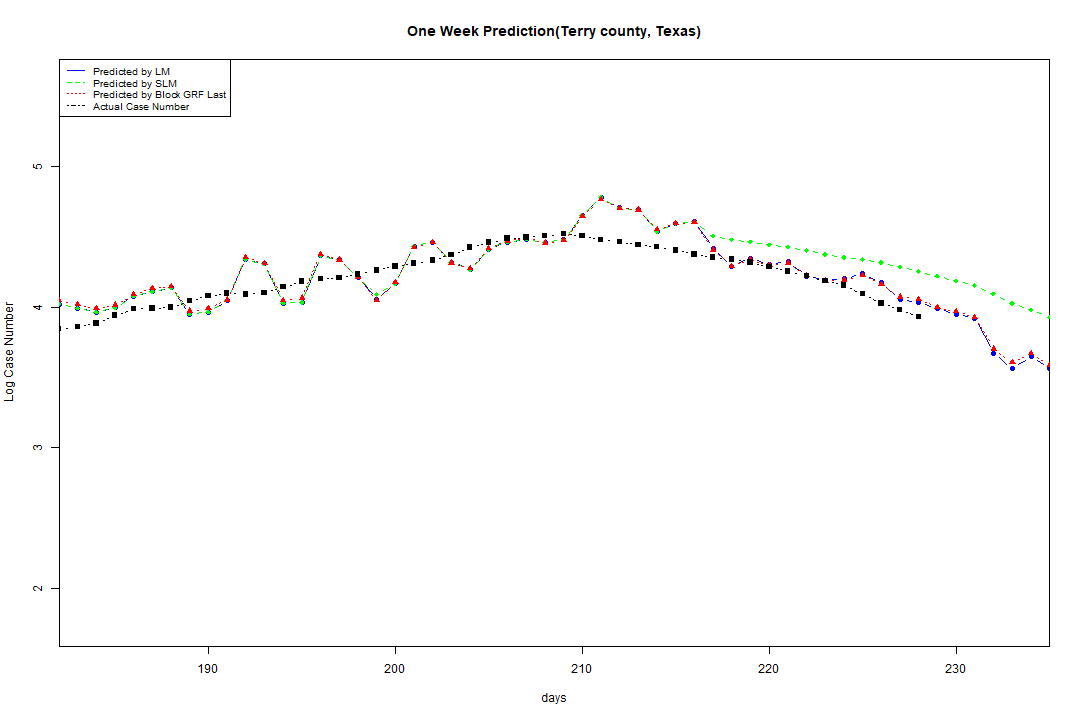 One Week Prediction(Terry county, Texas)
Predicted by LM
Predicted by SLM
Predicted by Block GRF Last
Actual Case Number
5
4
3
2
Log Case Number
190 200 210 220 230
days